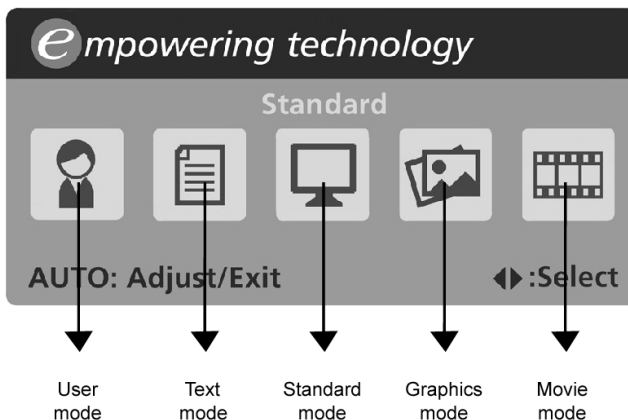 empowering technology
Standard
AUTO: Adjust/Exit
:Select
User
mode
Text
mode
Standard
mode
Graphics
mode
Movie
mode